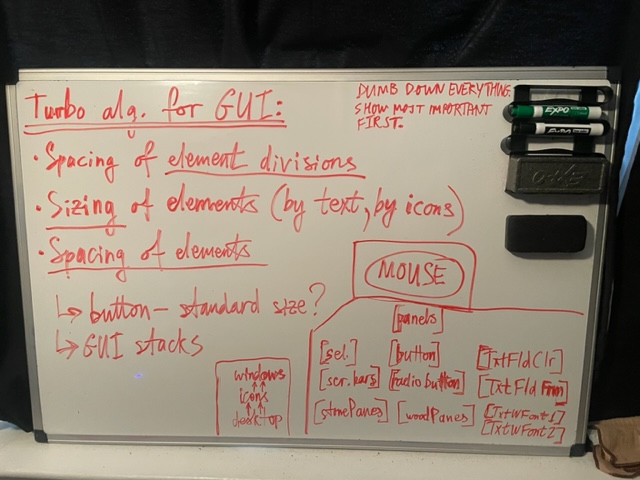 Turbo alg. for GUI:
DUMB DOWN EVERYTHING.
SHOW MOST IMPORTANT
FIRST.
EXPO
• Spacing of element divisions
• Sizing of elements (by text, by icons)
• Spacing of elements
↳ button – standard size?
↳ GUI stacks
windows
icons
desktop
MOUSE
[panels]
[sel.] [button] [TxtFldClr]
[scr.bars] [radio button] [TxtFld Frm]
[stonePanes] [woodPanes] [TxtWFont1]
[TxtWFont2]